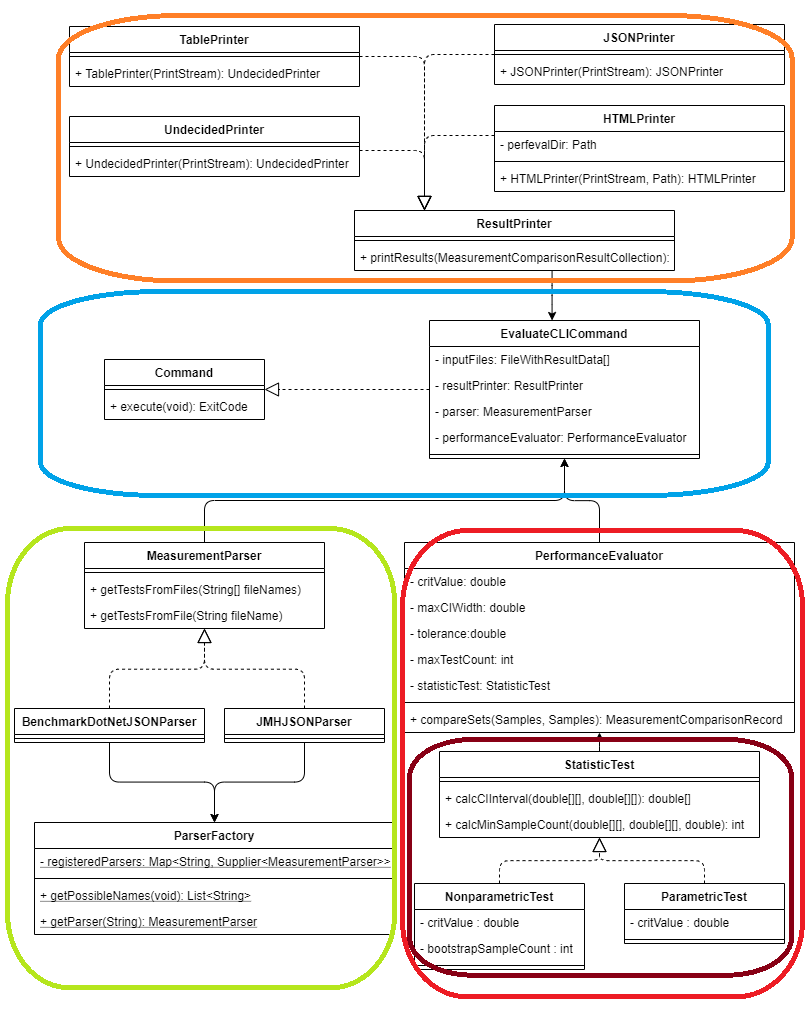 TablePrinter
+ TablePrinter(PrintStream): UndecidedPrinter
JSONPrinter
+ JSONPrinter(PrintStream): JSONPrinter
UndecidedPrinter
+ UndecidedPrinter(PrintStream): UndecidedPrinter
HTMLPrinter
- perfevalDir: Path
+ HTMLPrinter(PrintStream, Path): HTMLPrinter
ResultPrinter
+ printResults(MeasurementComparisonResultCollection):
EvaluateCLICommand
- inputFiles: FileWithResultData[]
- resultPrinter: ResultPrinter
- parser: MeasurementParser
- performanceEvaluator: PerformanceEvaluator
Command
+ execute(void): ExitCode
MeasurementParser
+ getTestsFromFiles(String[] fileNames)
+ getTestsFromFile(String fileName)
BenchmarkDotNetJSONParser
JMHJSONParser
ParserFactory
- registeredParsers: Map<String, Supplier<MeasurementParser>>
+ getPossibleNames(void): List<String>
+ getParser(String): MeasurementParser
PerformanceEvaluator
- critValue: double
- maxCIWidth: double
- tolerance:double
- maxTestCount: int
- statisticTest: StatisticTest
+ compareSets(Samples, Samples): MeasurementComparisonRecord
StatisticTest
+ calcCIInterval(double[][], double[][]): double[]
+ calcMinSampleCount(double[][], double[][], double): int
NonparametricTest
- critValue : double
- bootstrapSampleCount : int
ParametricTest
- critValue : double